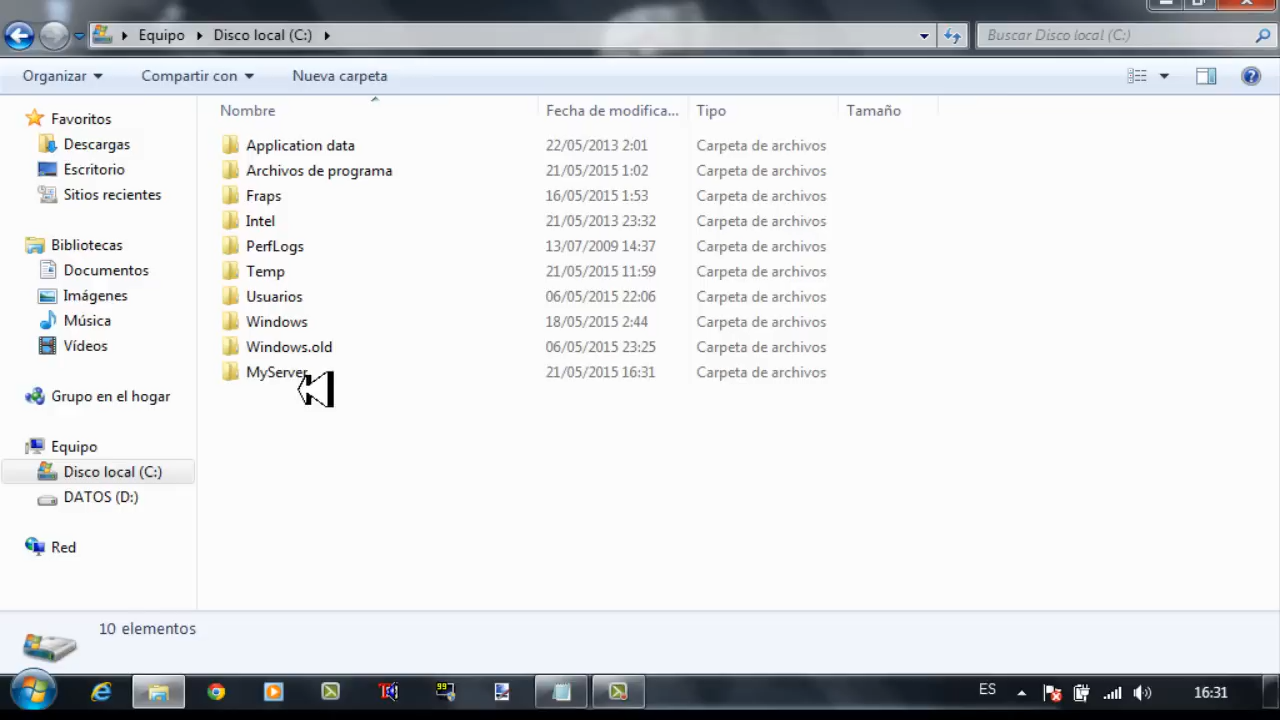 Equipo Disco local (C:)
Buscar Disco local (C:)
Organizar Compartir con Nueva carpeta
Nombre Fecha de modifica... Tipo Tamaño
Favoritos
Descargas
Escritorio
Sitios recientes
Bibliotecas
Documentos
Imágenes
Música
Vídeos
Grupo en el hogar
Equipo
Disco local (C:)
DATOS (D:)
Red
Application data 22/05/2013 2:01 Carpeta de archivos
Archivos de programa 21/05/2015 1:02 Carpeta de archivos
Fraps 16/05/2015 1:53 Carpeta de archivos
Intel 21/05/2013 23:32 Carpeta de archivos
PerfLogs 13/07/2009 14:37 Carpeta de archivos
Temp 21/05/2015 11:59 Carpeta de archivos
Usuarios 06/05/2015 22:06 Carpeta de archivos
Windows 18/05/2015 2:44 Carpeta de archivos
Windows.old 06/05/2015 23:25 Carpeta de archivos
MyServer 21/05/2015 16:31 Carpeta de archivos
10 elementos
99
ES
16:31